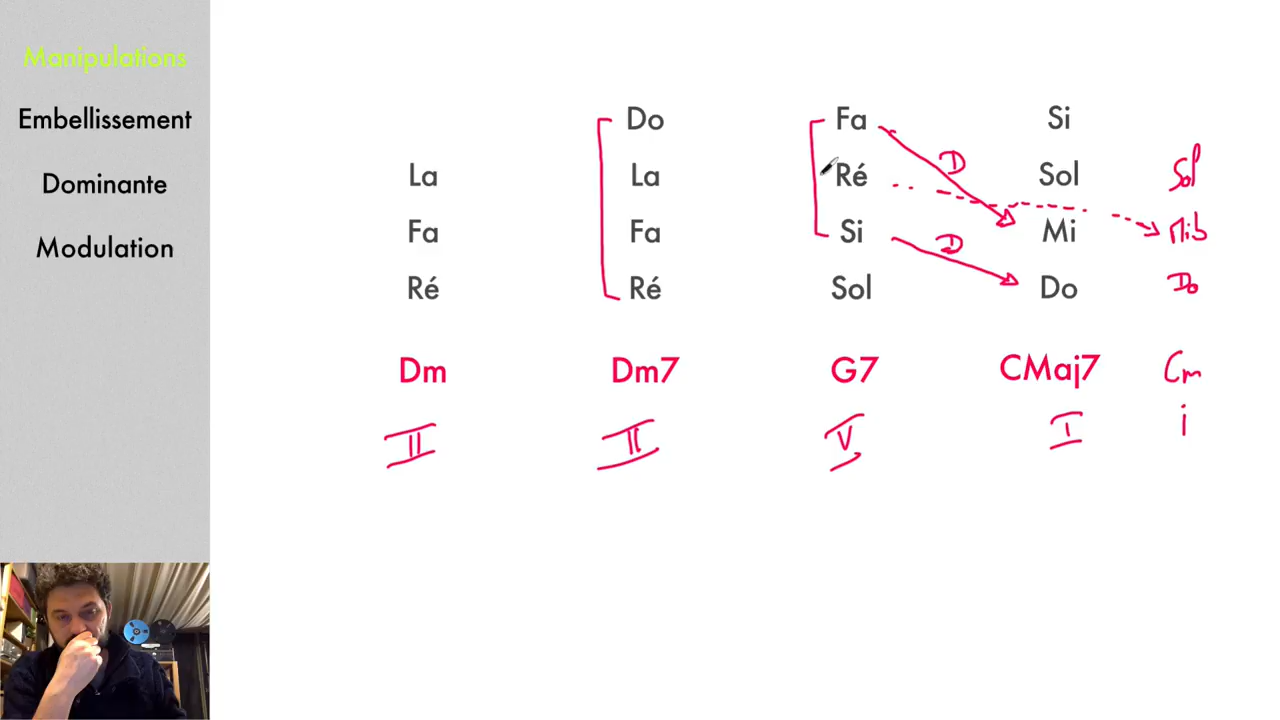 Manipulations
Embellissement
Dominante
Modulation
Do Fa Si
La La Ré Sol Sol
Fa Fa Si Mi Mib
Ré Ré Sol Do Do
D
D
Dm Dm7 G7 CMaj7 Cm
II II V I i